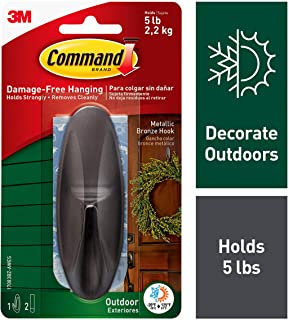 3M
Holds / Sujeta
5 lb
2,2 kg
Command
BRAND
Damage-Free Hanging
Holds Strongly • Removes Cleanly
Para colgar sin dañar
Sujeta firmemente •
No deja residuos al retirar
Metallic
Bronze Hook
Gancho color
bronce metálico
1
2
Outdoor
Exteriores
Decorate
Outdoors
Holds
5 lbs